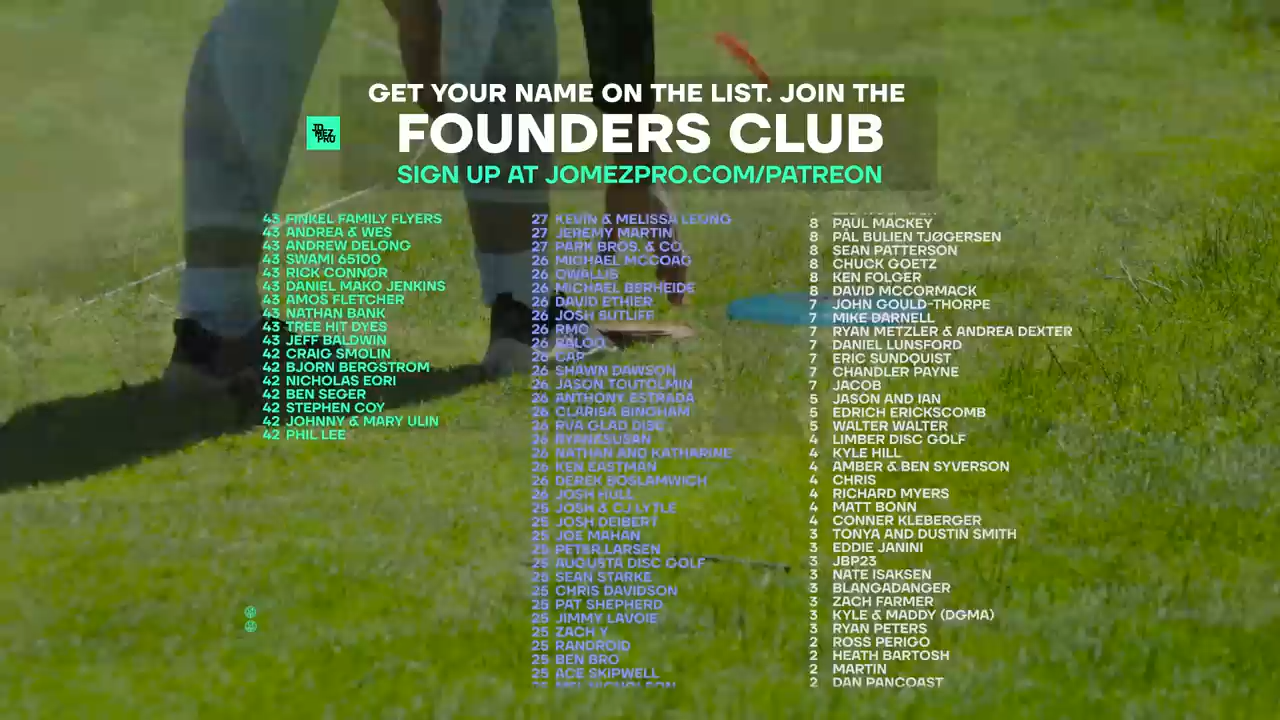 GET YOUR NAME ON THE LIST. JOIN THE
JOMEZ PRO
FOUNDERS CLUB
SIGN UP AT JOMEZPRO.COM/PATREON
43 FINKEL FAMILY FLYERS
43 ANDREA & WES
43 ANDREW DELONG
43 SWAMI 65100
43 RICK CONNOR
43 DANIEL MAKO JENKINS
43 AMOS FLETCHER
43 NATHAN BANK
43 TREE HIT DYES
43 JEFF BALDWIN
42 CRAIG SMOLIN
42 BJORN BERGSTROM
42 NICHOLAS EORI
42 BEN SEGER
42 STEPHEN COY
42 JOHNNY & MARY ULIN
42 PHIL LEE
27 KEVIN & MELISSA LEUNG
27 JEREMY MARTIN
27 PARK BROS. & CO.
26 MICHAEL MCCOAG
26 OWALLIS
26 MICHAEL BERHEIDE
26 DAVID ETHIER
26 JOSH SUTLIFF
26 RMC
26 BALOO
26 CAP
26 SHAWN DAWSON
26 JASON TOUTOLMIN
26 ANTHONY ESTRADA
26 CLARISA BINGHAM
26 RVA GLAD DISC
26 RYANESUSAN
26 NATHAN AND KATHARINE
26 KEN EASTMAN
26 DEREK BOSLAMWICH
26 JOSH HULL
25 JOSH & CJ LYTLE
25 JOSH DEIBERT
25 JOE MAHAN
25 PETER LARSEN
25 AUGUSTA DISC GOLF
25 SEAN STARKE
25 CHRIS DAVIDSON
25 PAT SHEPHERD
25 JIMMY LAVOIE
25 ZACH Y
25 RANDROID
25 BEN BRO
25 ACE SKIPWELL
8 PAUL MACKEY
8 PAL BULIEN TJØGERSEN
8 SEAN PATTERSON
8 CHUCK GOETZ
8 KEN FOLGER
8 DAVID MCCORMACK
7 JOHN GOULD-THORPE
7 MIKE DARNELL
7 RYAN METZLER & ANDREA DEXTER
7 DANIEL LUNSFORD
7 ERIC SUNDQUIST
7 CHANDLER PAYNE
7 JACOB
5 JASON AND IAN
5 EDRICH ERICKSCOMB
5 WALTER WALTER
4 LIMBER DISC GOLF
4 KYLE HILL
4 AMBER & BEN SYVERSON
4 CHRIS
4 RICHARD MYERS
4 MATT BONN
4 CONNER KLEBERGER
3 TONYA AND DUSTIN SMITH
3 EDDIE JANINI
3 JBP23
3 NATE ISAKSEN
3 BLANGADANGER
3 ZACH FARMER
3 KYLE & MADDY (DGMA)
3 RYAN PETERS
2 ROSS PERIGO
2 HEATH BARTOSH
2 MARTIN
2 DAN PANCOAST